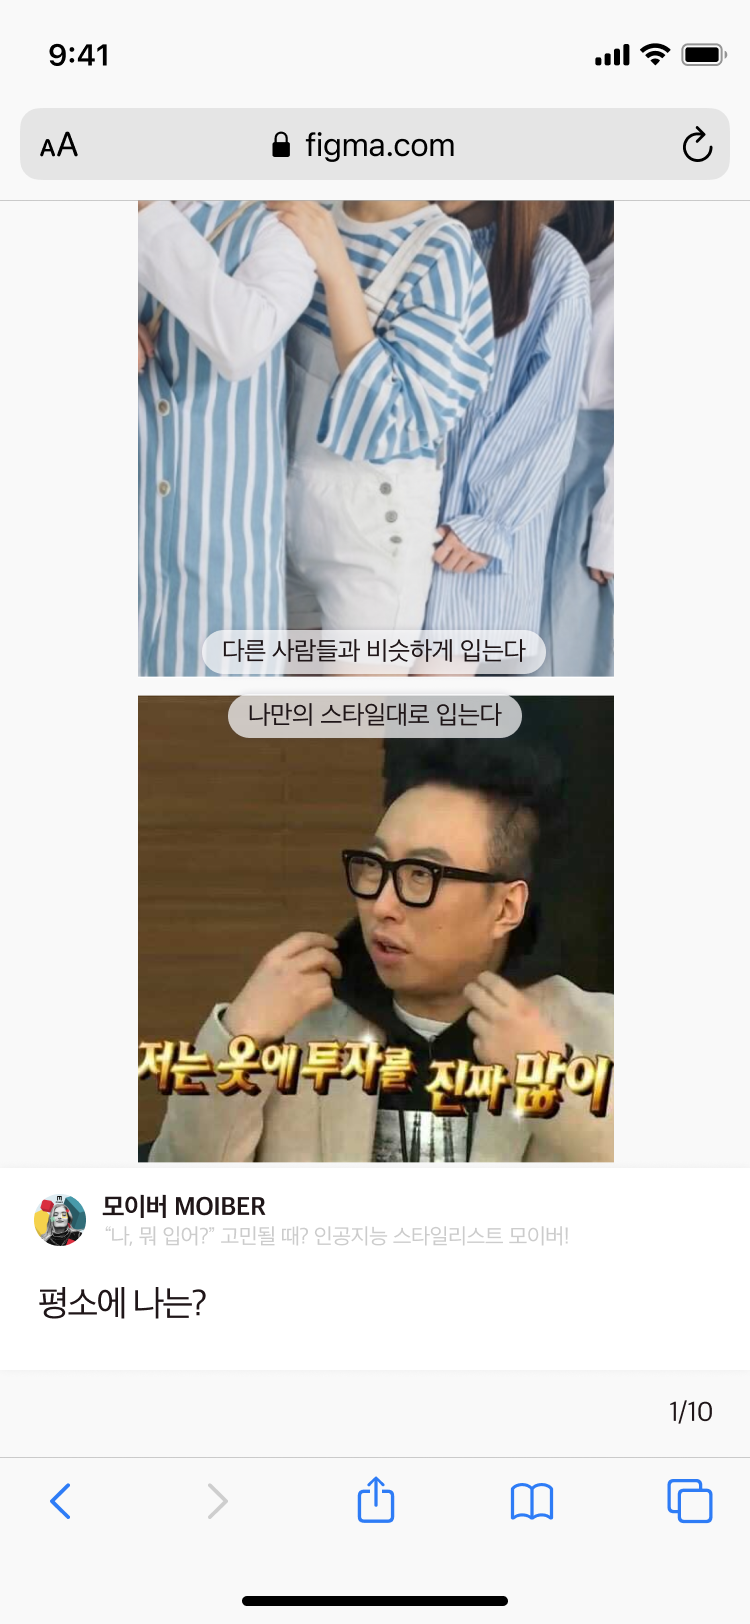 9:41
AA
figma.com
다른 사람들과 비슷하게 입는다
나만의 스타일대로 입는다
저는 옷에 투자를 진짜 많이
모이버 MOIBER
“나, 뭐 입어?” 고민될 때? 인공지능 스타일리스트 모이버!
평소에 나는?
1/10